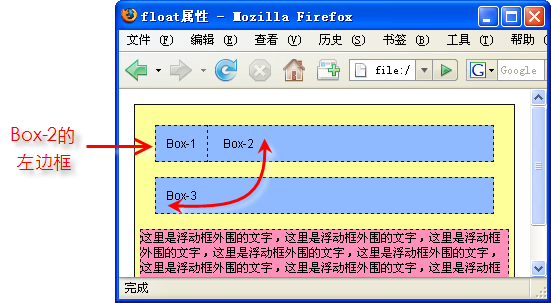 float属性 - Mozilla Firefox
文件 (F) 编辑 (E) 查看 (V) 历史 (S) 书签 (B) 工具 (T) 帮助 (
file:/ Google
Box-2的
左边框
Box-1 Box-2
Box-3
这里是浮动框外围的文字，这里是浮动框外围的文字，这里是浮动
框外围的文字，这里是浮动框外围的文字，这里是浮动框外围的
文字，这里是浮动框外围的文字，这里是浮动框外围的文字，这里是浮动框
完成